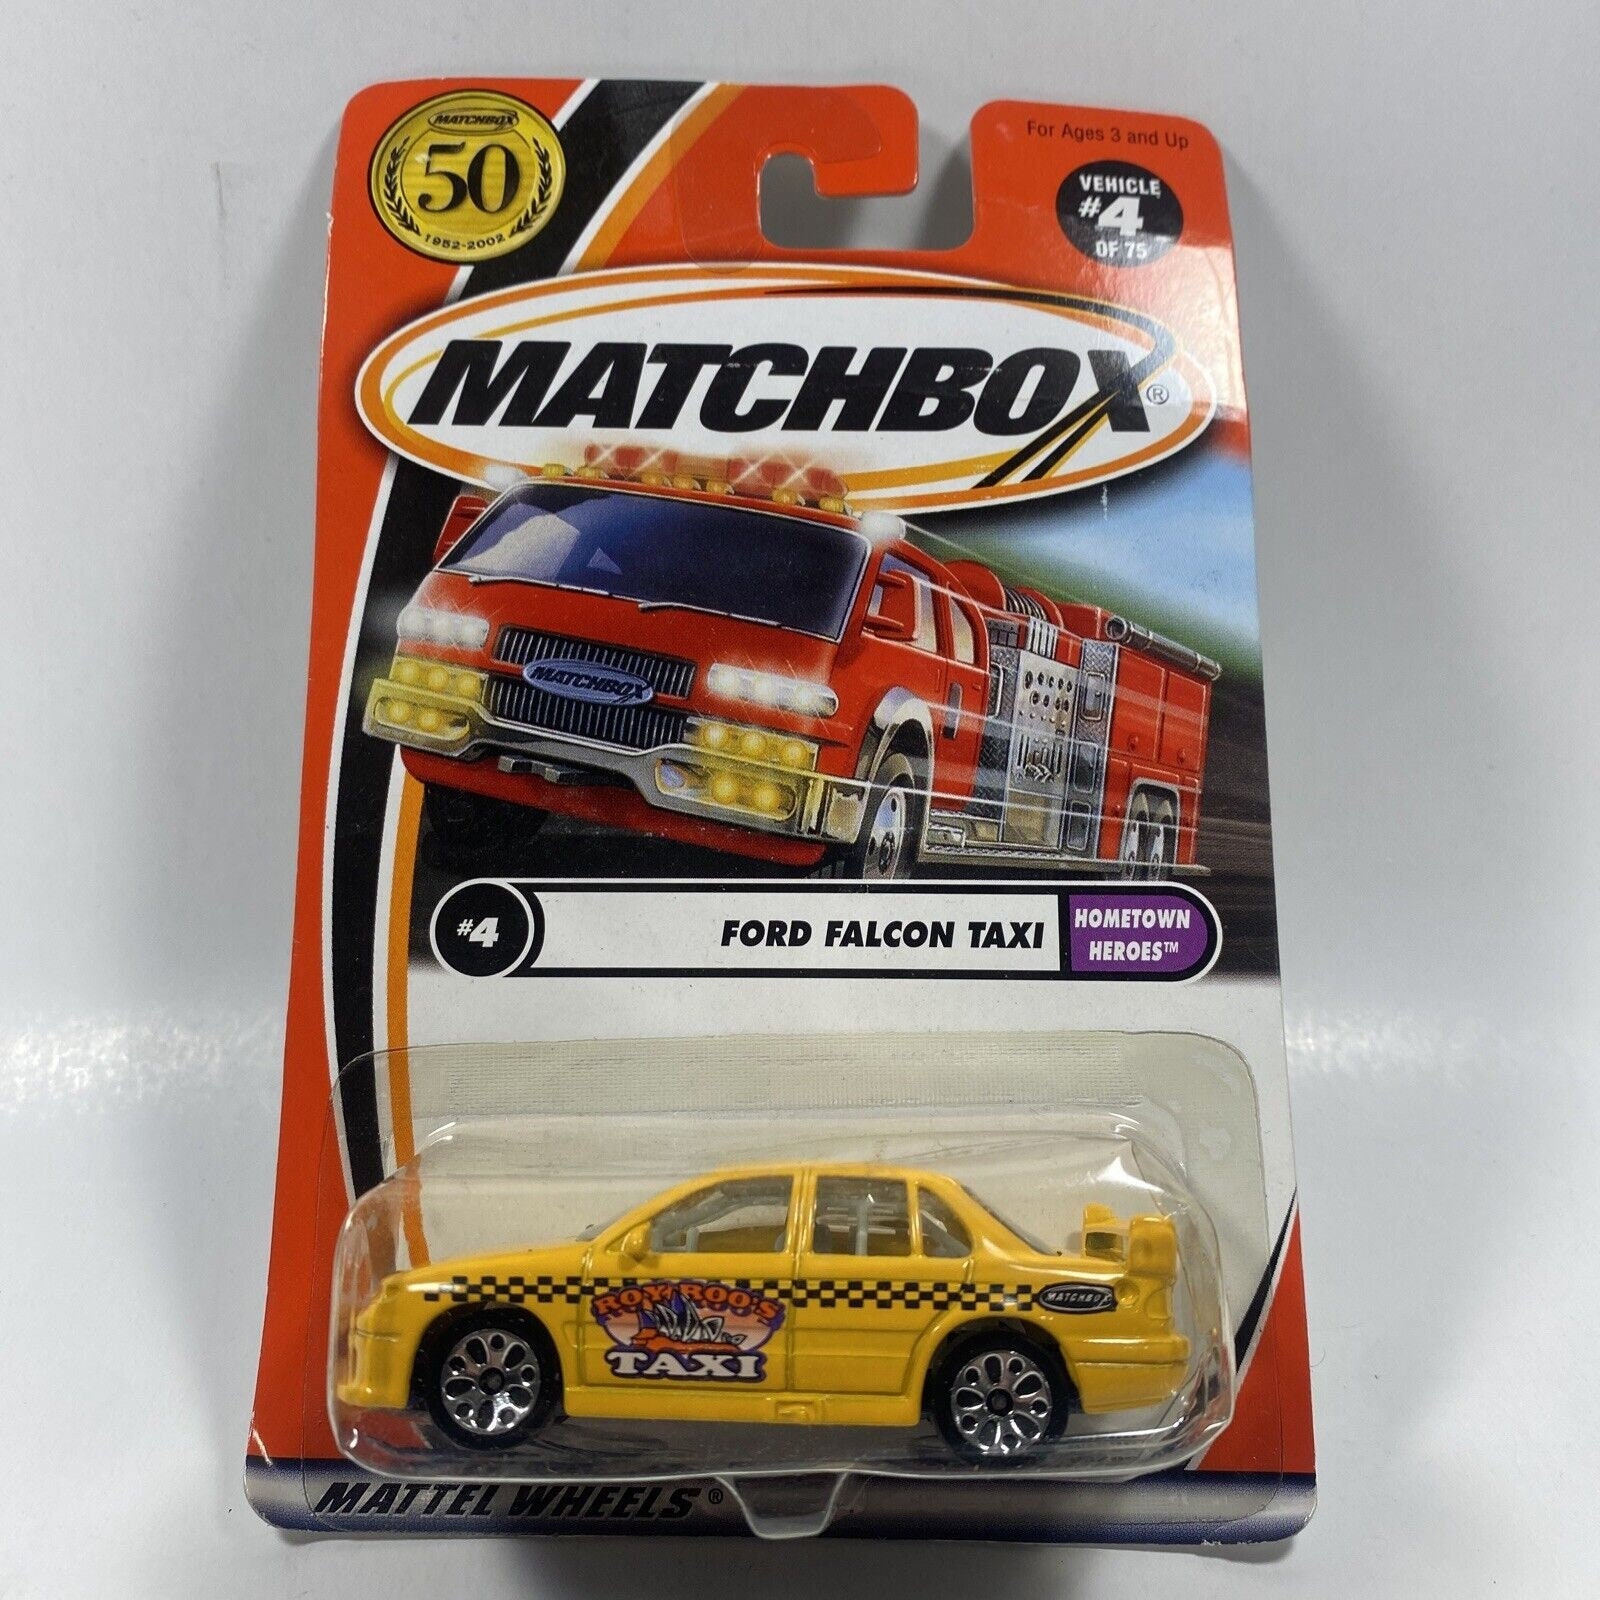 MATCHBOX
50
1952-2002
For Ages 3 and Up
VEHICLE
#4
OF 75
MATCHBOX®
MATCHBOX
#4
FORD FALCON TAXI
HOMETOWN
HEROES™
ROY ROO'S
TAXI
MATCHBOX
MATTEL WHEELS®